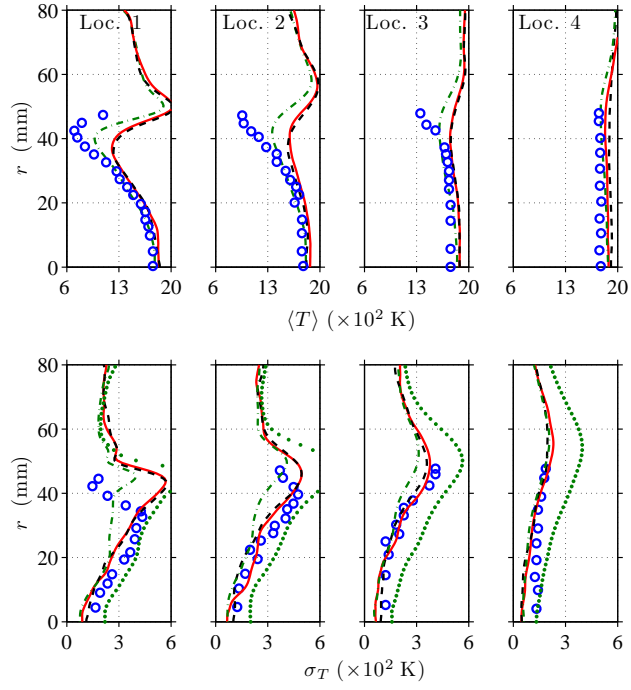 80
Loc. 1
Loc. 2
Loc. 3
Loc. 4
60
r (mm)
40
20
0
6 13 20 6 13 20 6 13 20 6 13 20
⟨T⟩ (×10² K)
80
60
r (mm)
40
20
0
0 3 6 0 3 6 0 3 6 0 3 6
σ_T (×10² K)